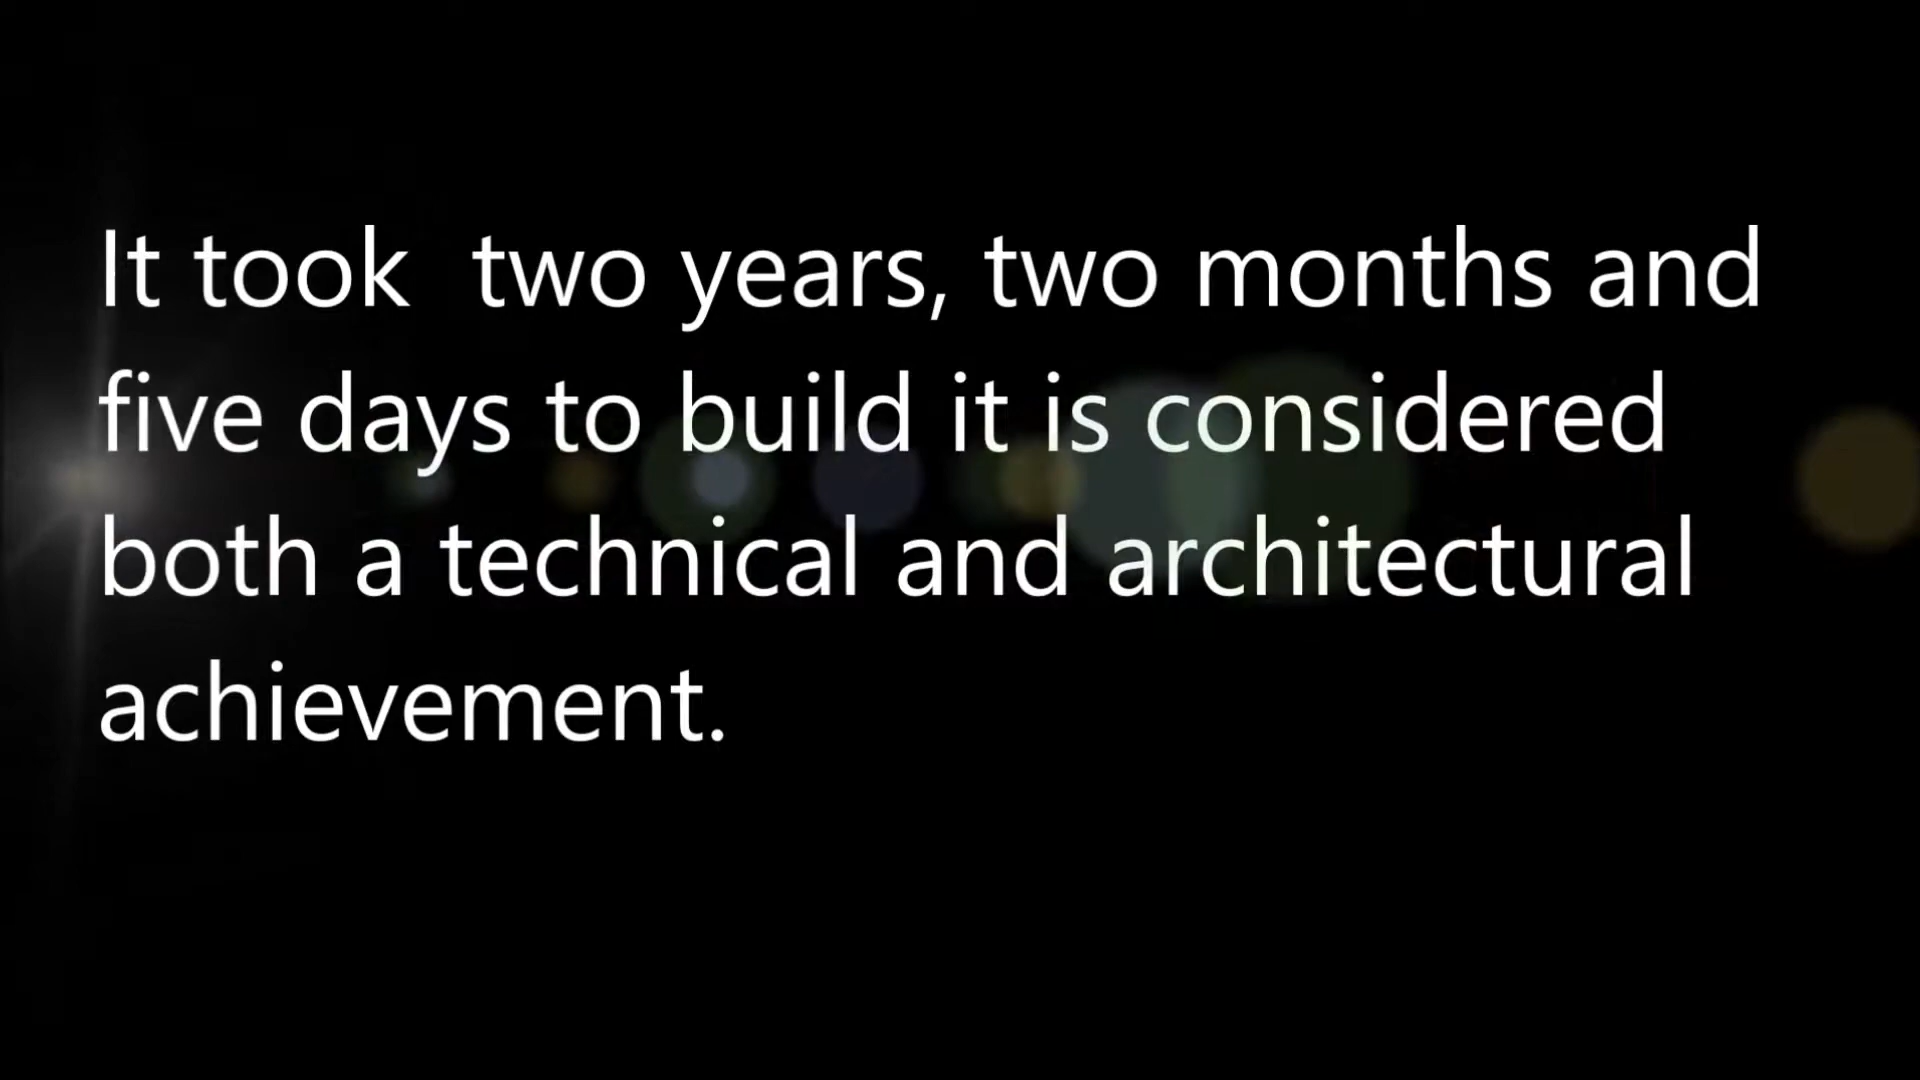 It took  two years, two months and
five days to build it is considered
both a technical and architectural
achievement.